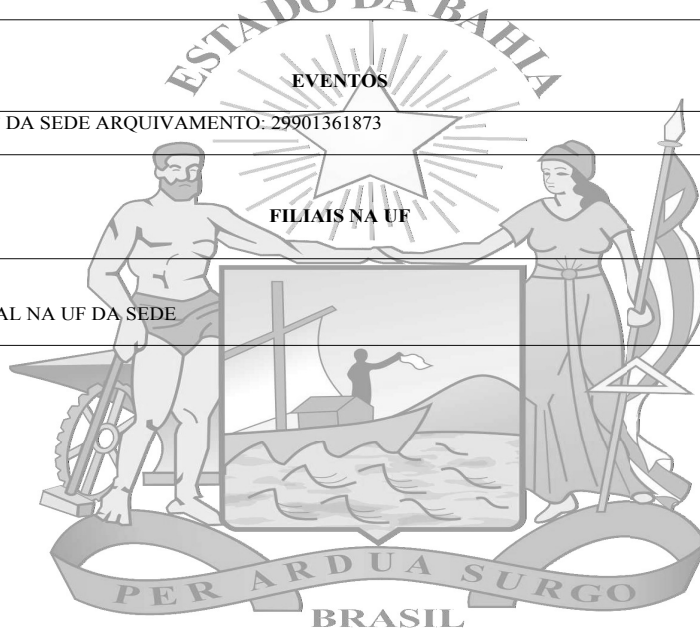 ESTADO DA BAHIA
EVENTOS
DA SEDE ARQUIVAMENTO: 29901361873
FILIAIS NA UF
AL NA UF DA SEDE
PER ARDUA SURGO
BRASIL